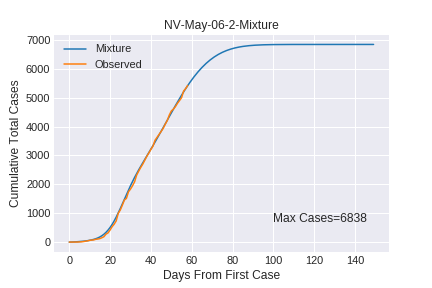 NV-May-06-2-Mixture
Mixture
Observed
7000
6000
5000
4000
3000
2000
1000
0
Cumulative Total Cases
Max Cases=6838
0 20 40 60 80 100 120 140
Days From First Case